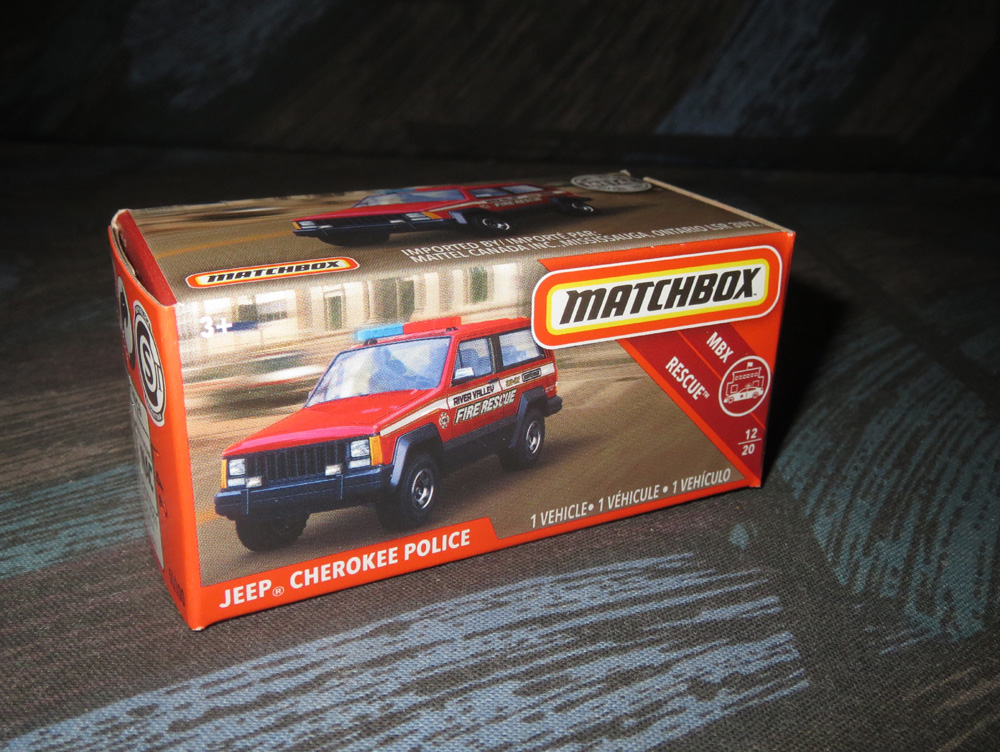 IMPORTED BY/ IMPORTÉ PAR:
MATTEL CANADA INC. MISSISSAUGA, ONTARIO L5R 3W2
MATCHBOX
MATCHBOX
3+
MBX
RESCUE™
12
20
RIVER VALLEY
FIRE RESCUE
1 VEHICLE • 1 VÉHICULE • 1 VEHÍCULO
JEEP® CHEROKEE POLICE